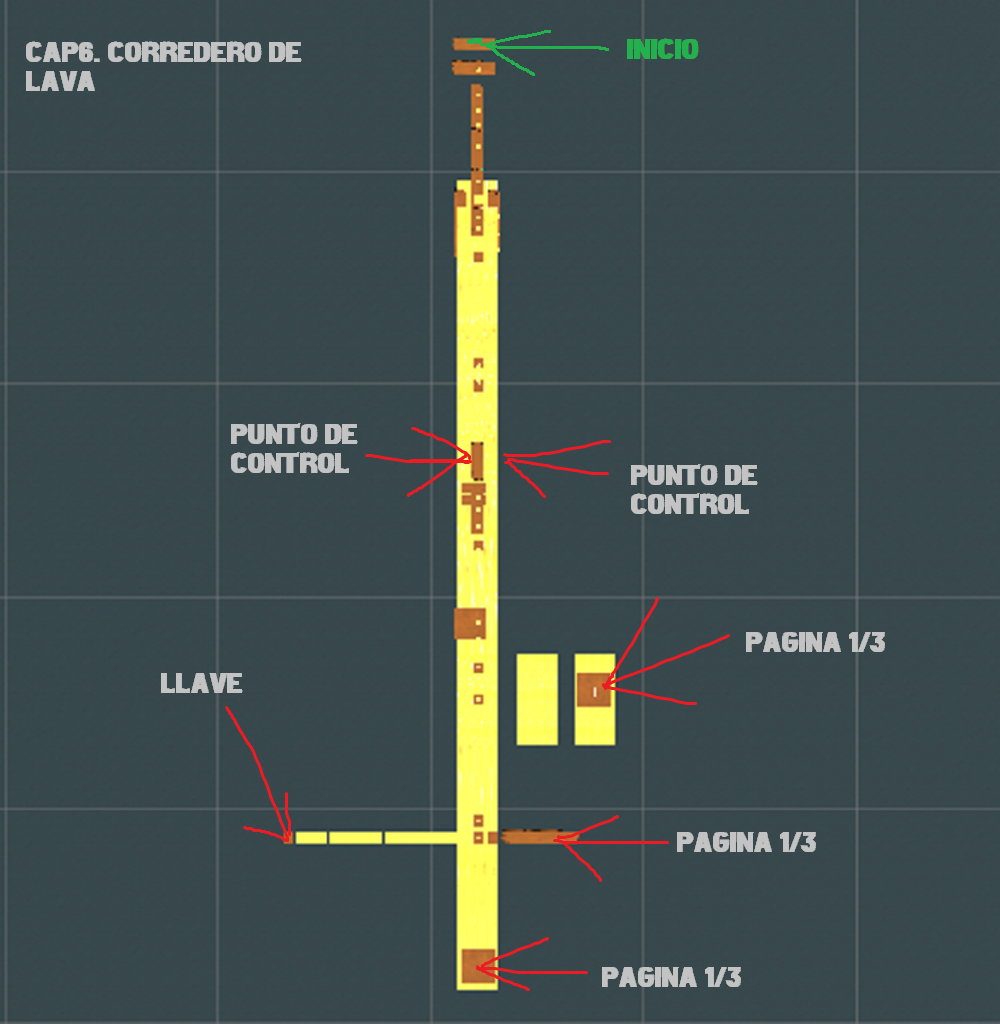 CAP6. CORREDERO DE
LAVA
INICIO
PUNTO DE
CONTROL
PUNTO DE
CONTROL
PAGINA 1/3
LLAVE
PAGINA 1/3
PAGINA 1/3